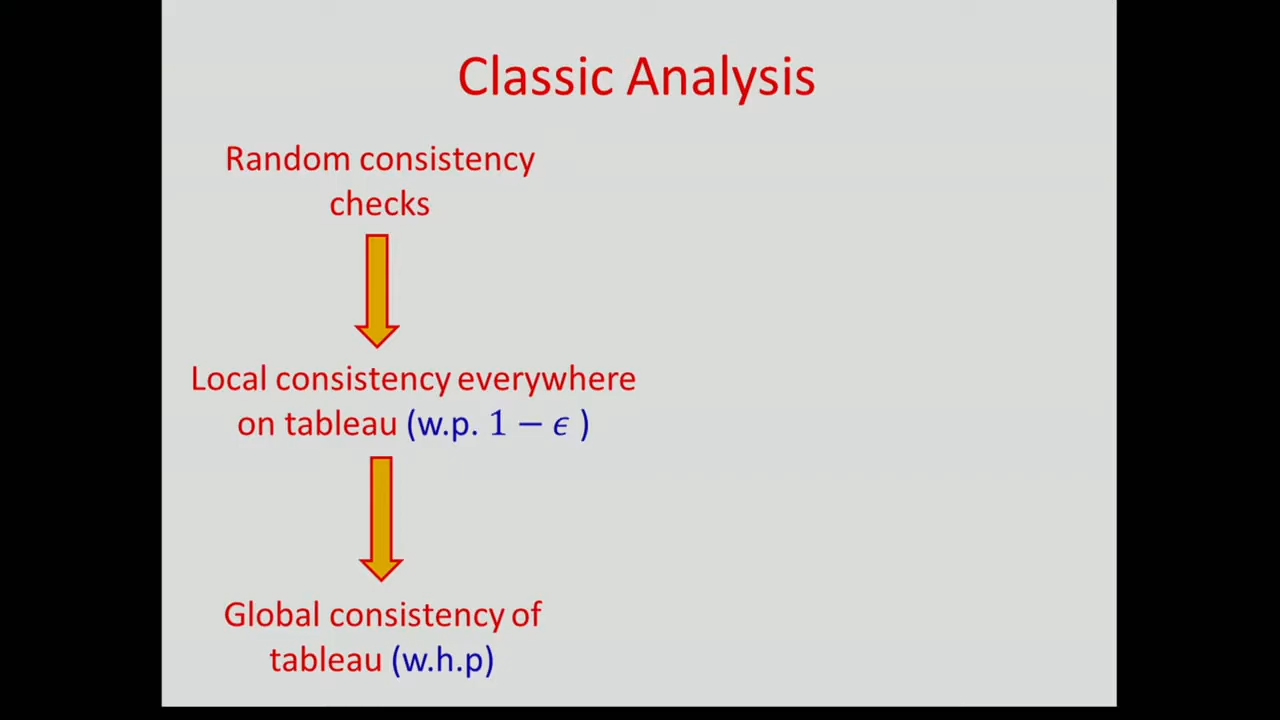 Classic Analysis
Random consistency
checks
Local consistency everywhere
on tableau (w.p. 1 − ϵ )
Global consistency of
tableau (w.h.p)